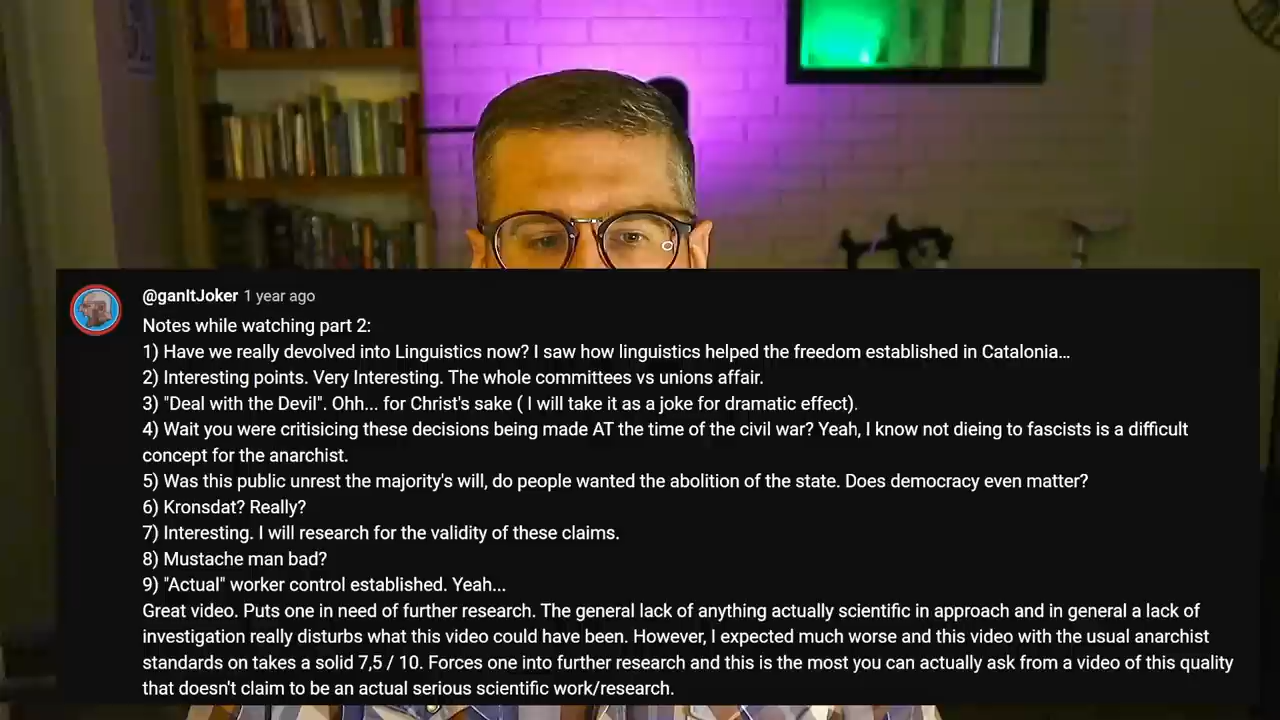 @ganItJoker 1 year ago
Notes while watching part 2:
1) Have we really devolved into Linguistics now? I saw how linguistics helped the freedom established in Catalonia...
2) Interesting points. Very Interesting. The whole committees vs unions affair.
3) "Deal with the Devil". Ohh... for Christ's sake ( I will take it as a joke for dramatic effect).
4) Wait you were critisicing these decisions being made AT the time of the civil war? Yeah, I know not dieing to fascists is a difficult
concept for the anarchist.
5) Was this public unrest the majority's will, do people wanted the abolition of the state. Does democracy even matter?
6) Kronsdat? Really?
7) Interesting. I will research for the validity of these claims.
8) Mustache man bad?
9) "Actual" worker control established. Yeah...
Great video. Puts one in need of further research. The general lack of anything actually scientific in approach and in general a lack of
investigation really disturbs what this video could have been. However, I expected much worse and this video with the usual anarchist
standards on takes a solid 7,5 / 10. Forces one into further research and this is the most you can actually ask from a video of this quality
that doesn't claim to be an actual serious scientific work/research.